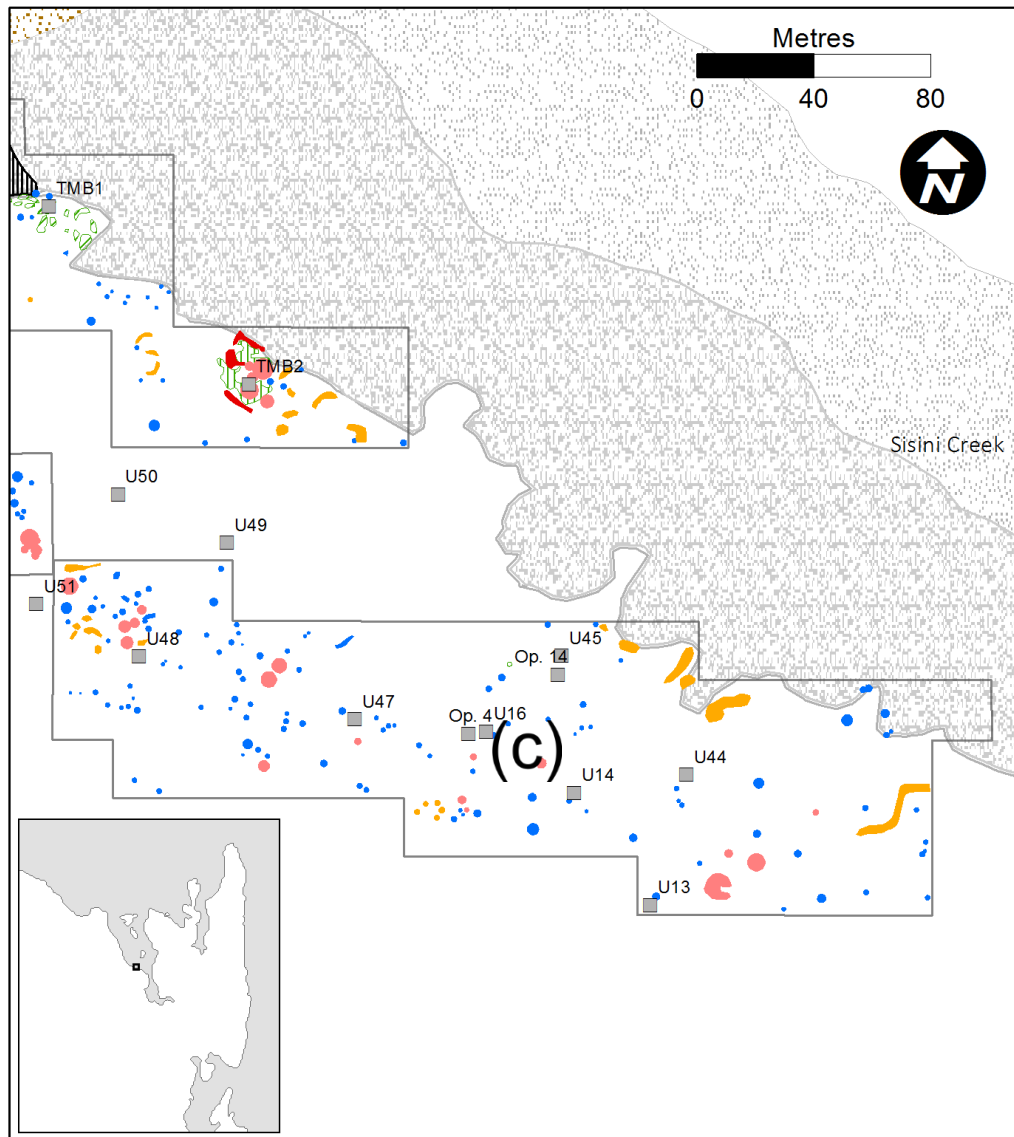 Metres
0 40 80
N
TMB1
TMB2
Sisini Creek
U50
U49
U51
U48
U45
Op. 14
U47
Op. 4
U16
(c)
U44
U14
U13